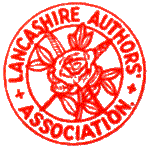 LANCASHIRE AUTHORS'
ASSOCIATION.